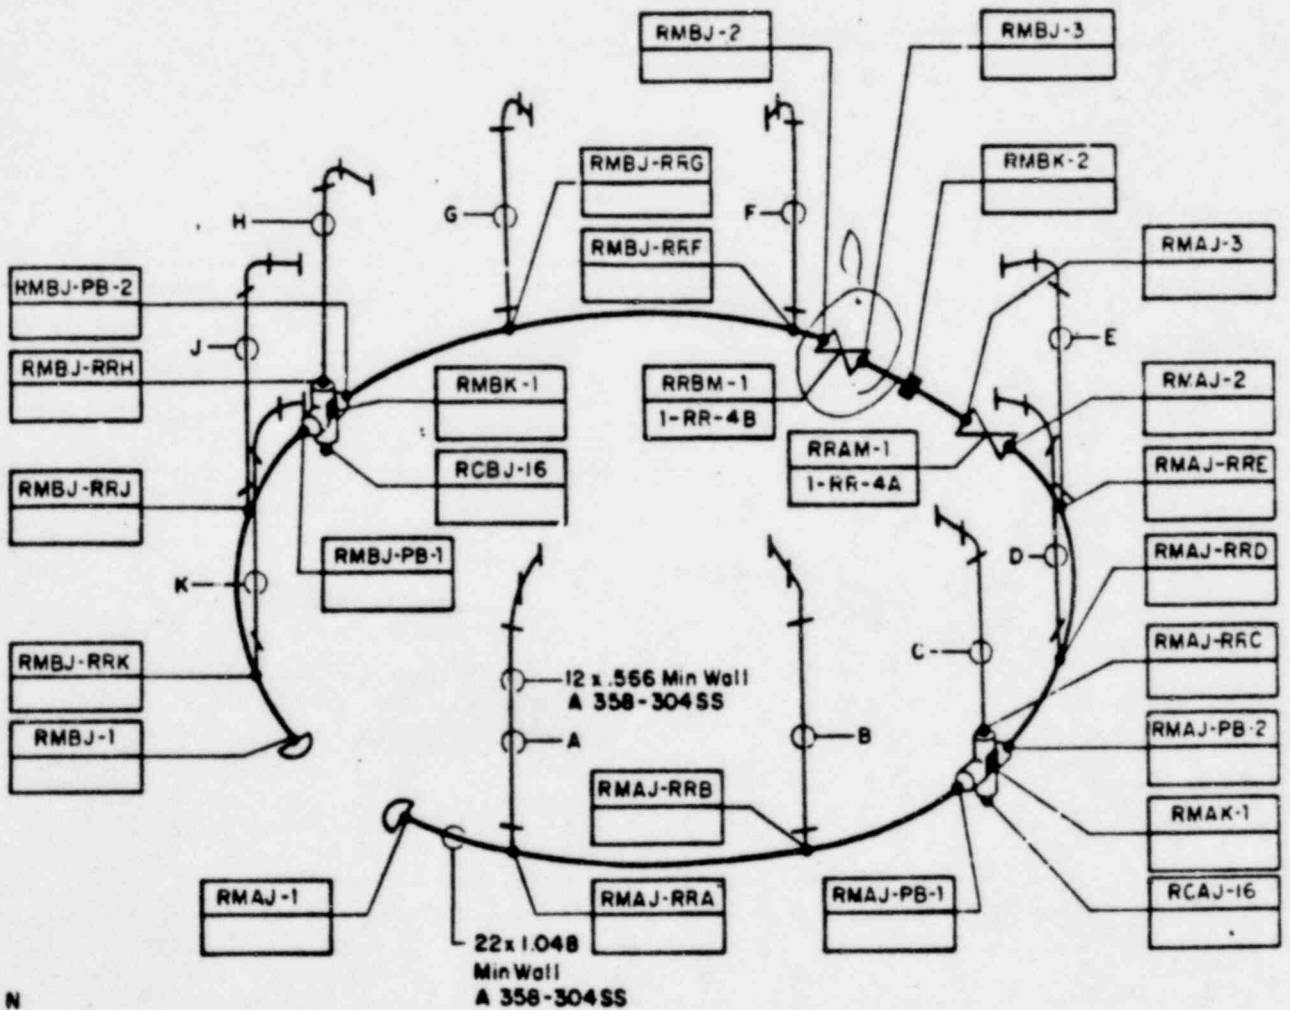 RMBJ-2
RMBJ-3
RMBJ-RRG
RMBK-2
H
G
F
RMBJ-RRF
RMAJ-3
RMBJ-PB-2
J
E
RMBJ-RRH
RMBK-1
RRBM-1
1-RR-4B
RMAJ-2
RRAM-1
1-RR-4A
RCBJ-16
RMAJ-RRE
RMBJ-RRJ
RMBJ-PB-1
D
RMAJ-RRD
K
C
RMAJ-RRC
RMBJ-RRK
12 x .566 Min Wall
A 358-304SS
RMBJ-1
A
B
RMAJ-PB-2
RMAJ-RRB
RMAK-1
RMAJ-1
RMAJ-RRA
RMAJ-PB-1
RCAJ-16
22 x 1.048
Min Wall
A 358-304SS
N